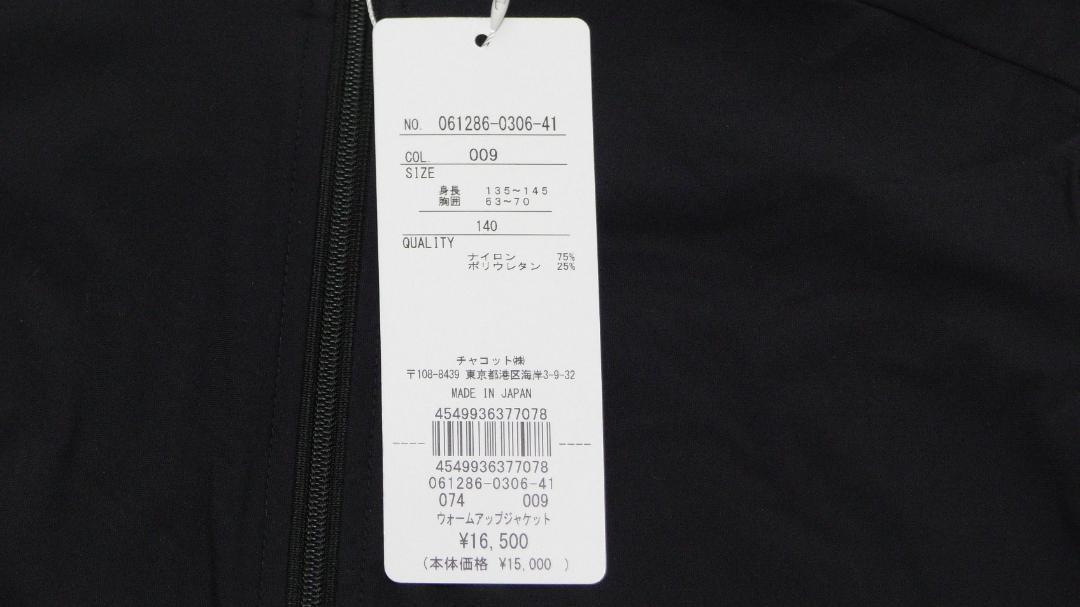 NO. 061286-0306-41
COL. 009
SIZE
身長 135~145
胸囲 63~70
140
QUALITY
ナイロン 75%
ポリウレタン 25%
チャコット㈱
〒108-8439 東京都港区海岸3-9-32
MADE IN JAPAN
4549936377078
4549936377078
061286-0306-41
074 009
ウォームアップジャケット
¥16,500
(本体価格 ¥15,000 )